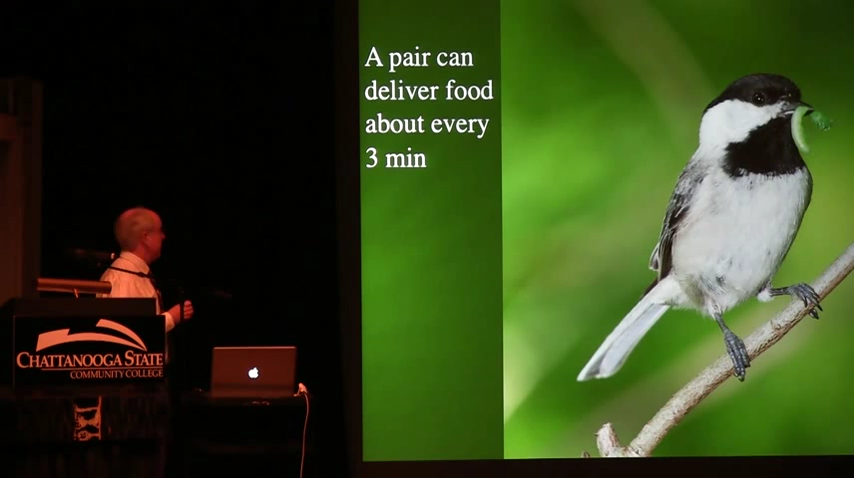 A pair can
deliver food
about every
3 min
CHATTANOOGA STATE
COMMUNITY COLLEGE